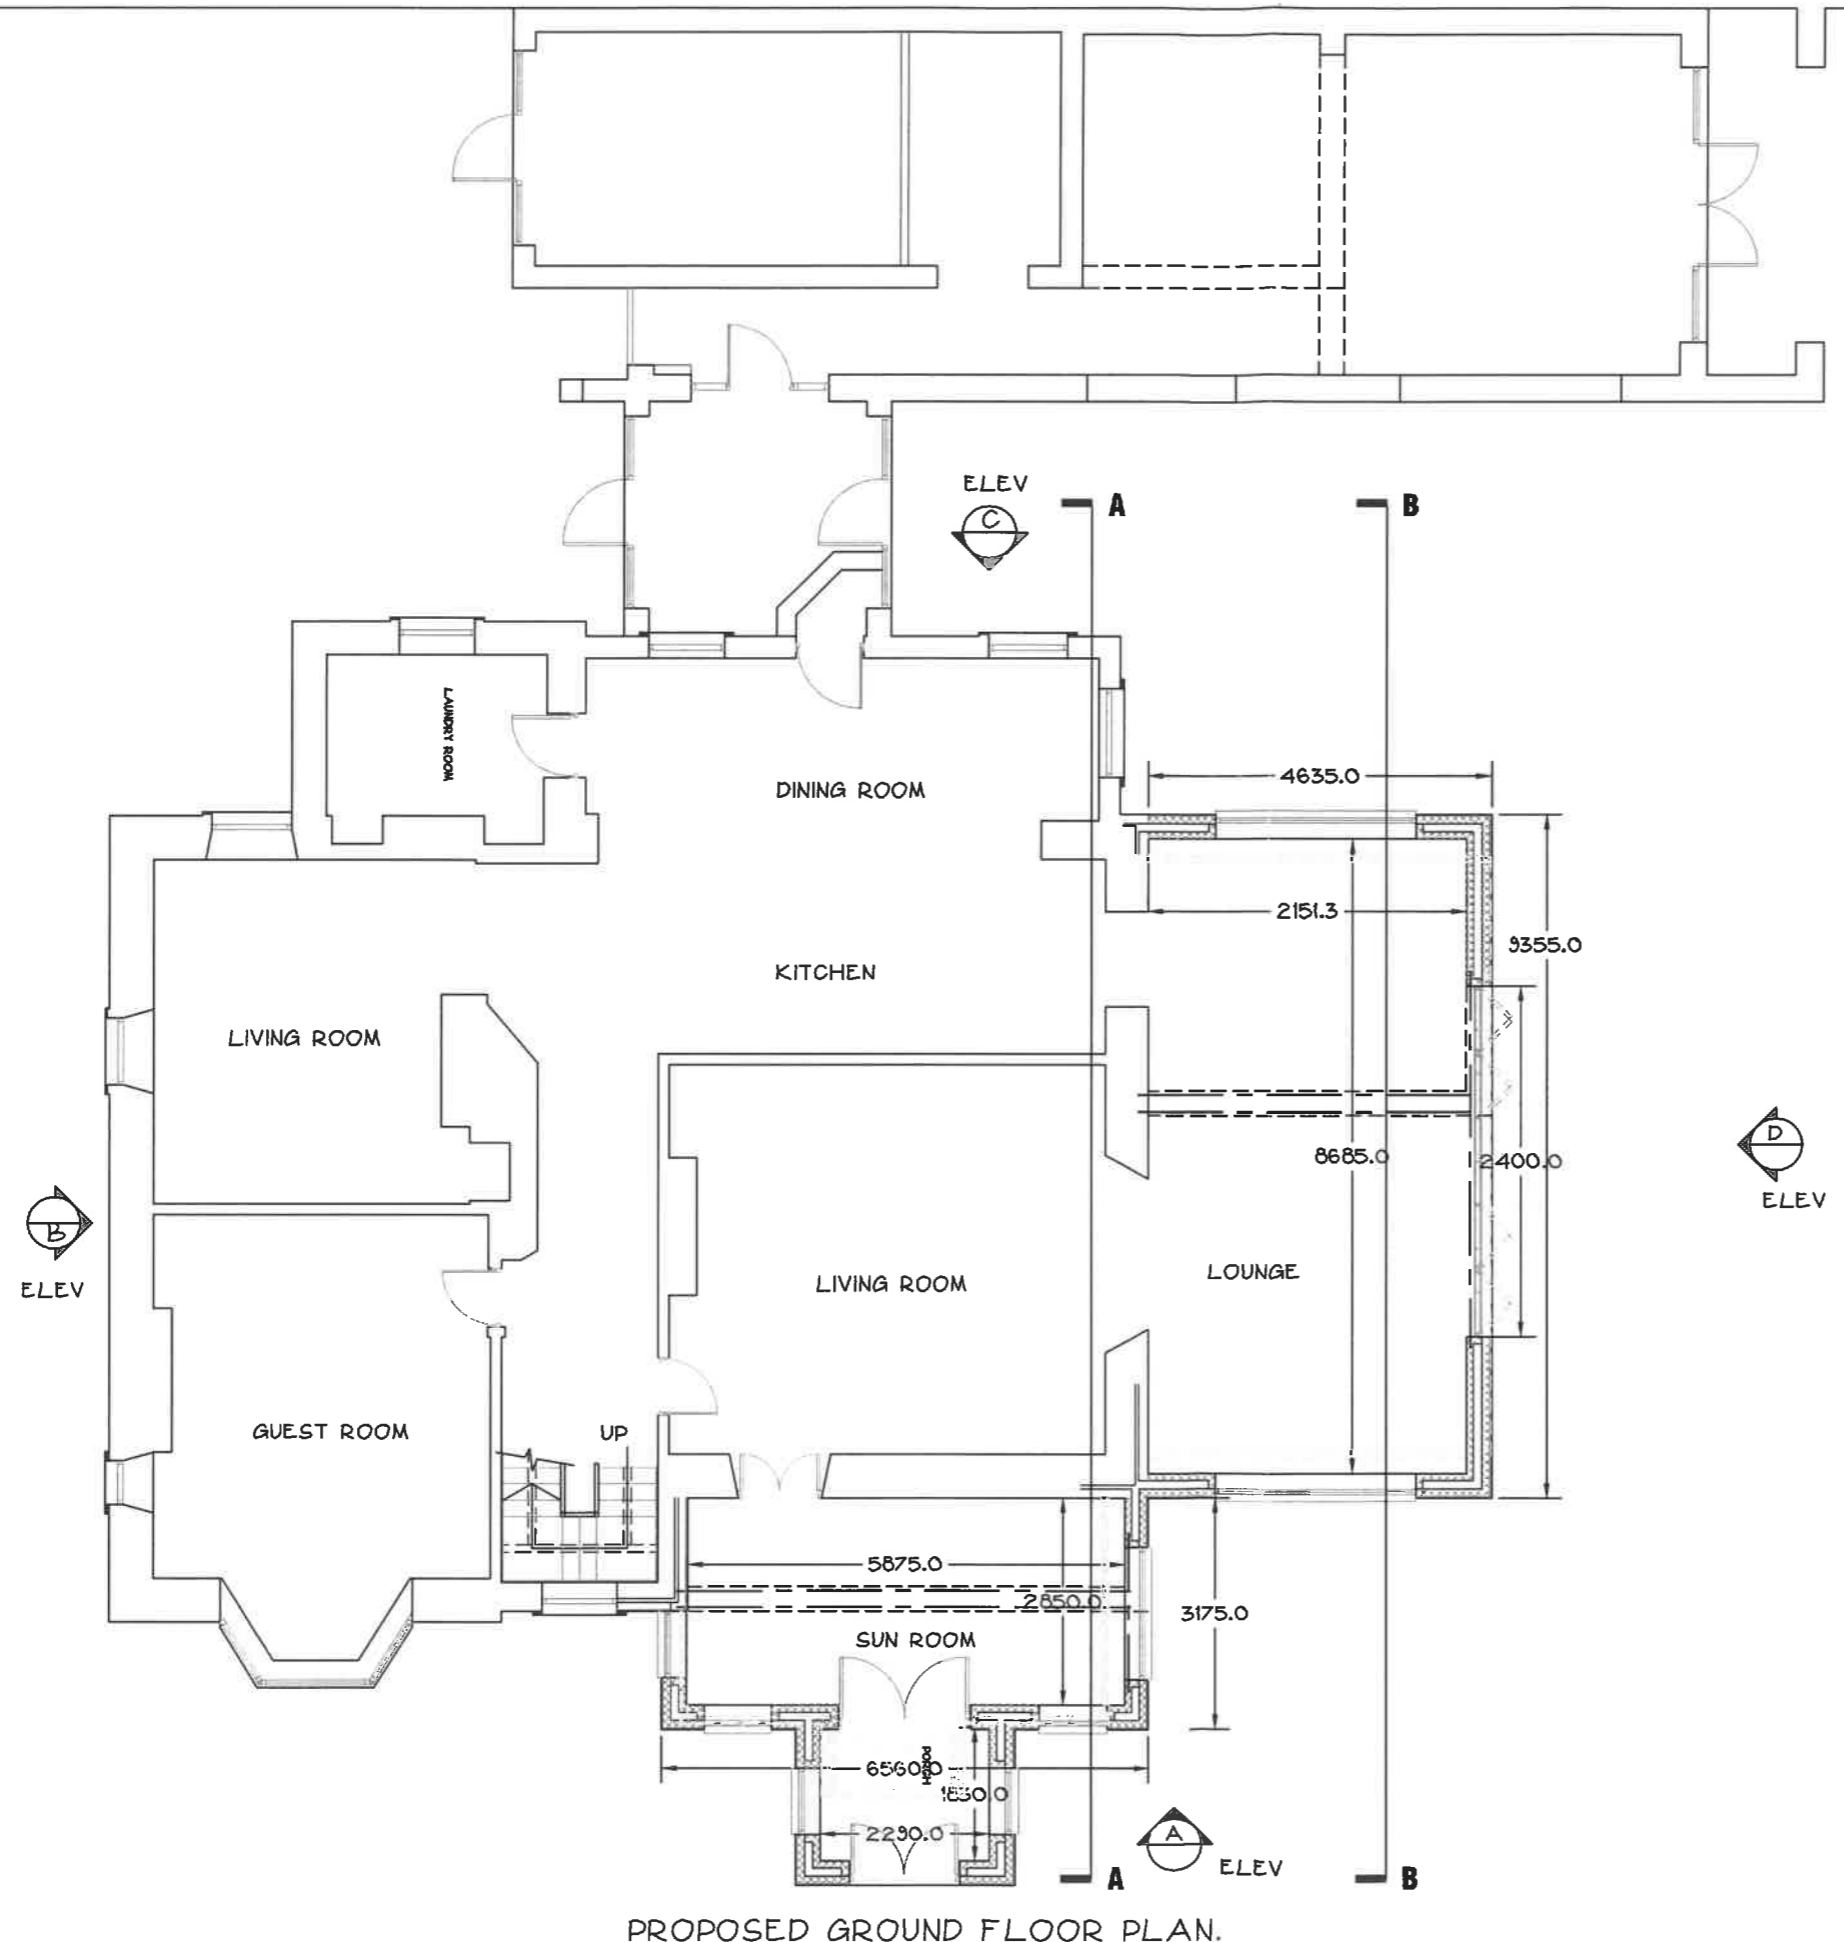 ELEV
C
A
B
LAUNDRY ROOM
DINING ROOM
4635.0
2151.3
9355.0
KITCHEN
LIVING ROOM
D
ELEV
8685.0
2400.0
B
ELEV
LIVING ROOM
LOUNGE
GUEST ROOM
UP
5875.0
2850.0
3175.0
SUN ROOM
PORCH
6560.0
2290.0
A
ELEV
A
B
PROPOSED GROUND FLOOR PLAN.